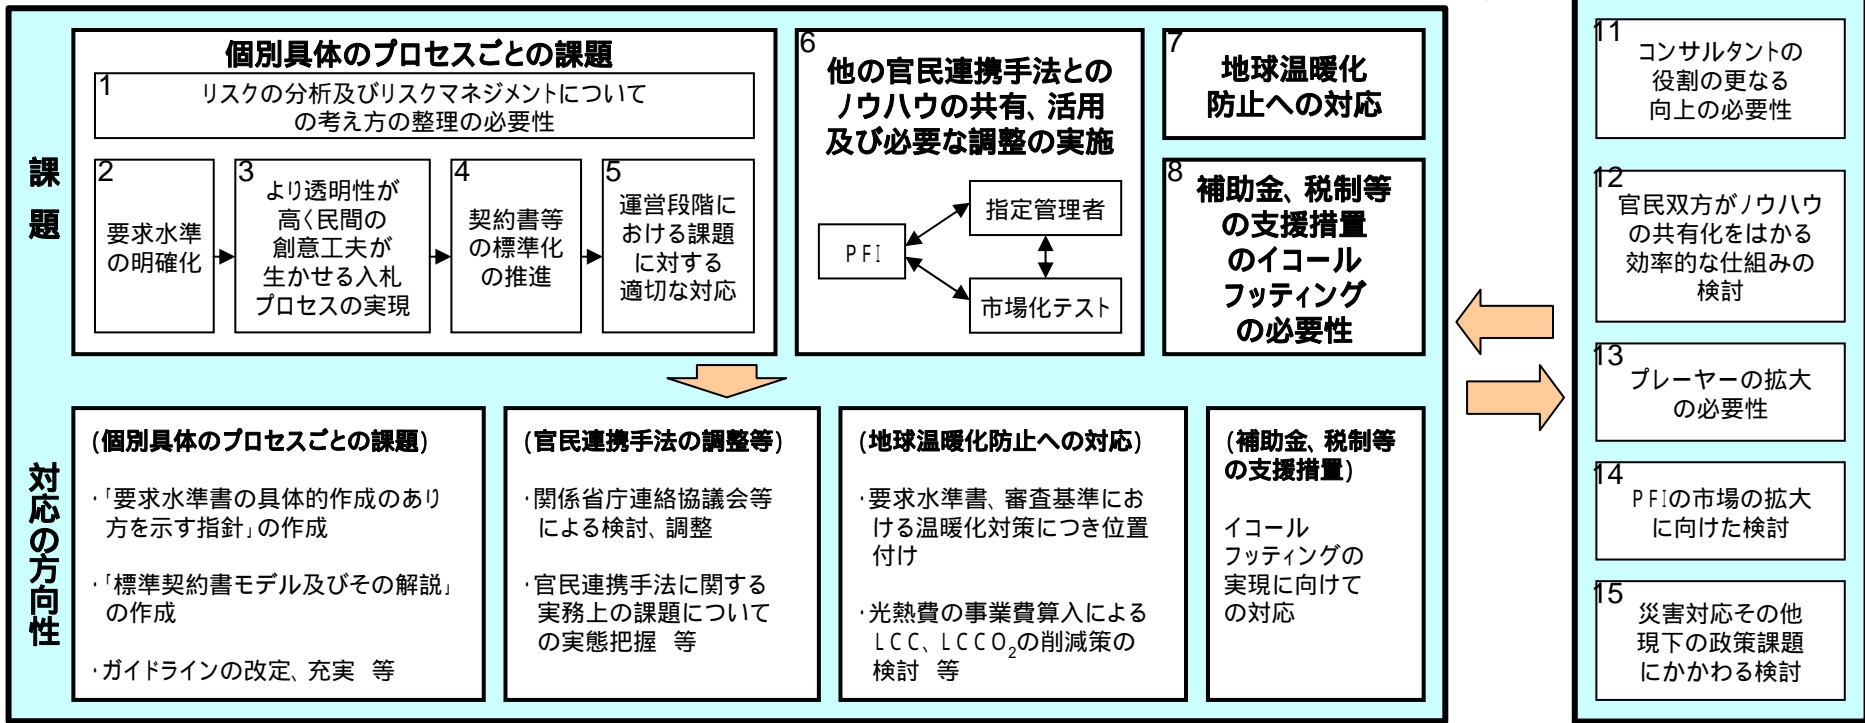 課題
個別具体のプロセスごとの課題
1
リスクの分析及びリスクマネジメントについて
の考え方の整理の必要性
2
要求水準
の明確化
3
より透明性が
高く民間の
創意工夫が
生かせる入札
プロセスの実現
4
契約書等
の標準化
の推進
5
運営段階に
おける課題
に対する
適切な対応
6
他の官民連携手法との
ノウハウの共有、活用
及び必要な調整の実施
PFI
指定管理者
市場化テスト
7
地球温暖化
防止への対応
8
補助金、税制等
の支援措置
のイコール
フッティング
の必要性
対応の方向性
(個別具体のプロセスごとの課題)
・「要求水準書の具体的作成のあり
方を示す指針」の作成
・「標準契約書モデル及びその解説」
の作成
・ガイドラインの改定、充実 等
(官民連携手法の調整等)
・関係省庁連絡協議会等
による検討、調整
・官民連携手法に関する
実務上の課題について
の実態把握 等
(地球温暖化防止への対応)
・要求水準書、審査基準にお
ける温暖化対策につき位置
付け
・光熱費の事業費算入による
LCC、LCCO₂の削減策の
検討 等
(補助金、税制等
の支援措置)
イコール
フッティングの
実現に向けて
の対応
11
コンサルタントの
役割の更なる
向上の必要性
12
官民双方がノウハウ
の共有化をはかる
効率的な仕組みの
検討
13
プレーヤーの拡大
の必要性
14
PFIの市場の拡大
に向けた検討
15
災害対応その他
現下の政策課題
にかかわる検討